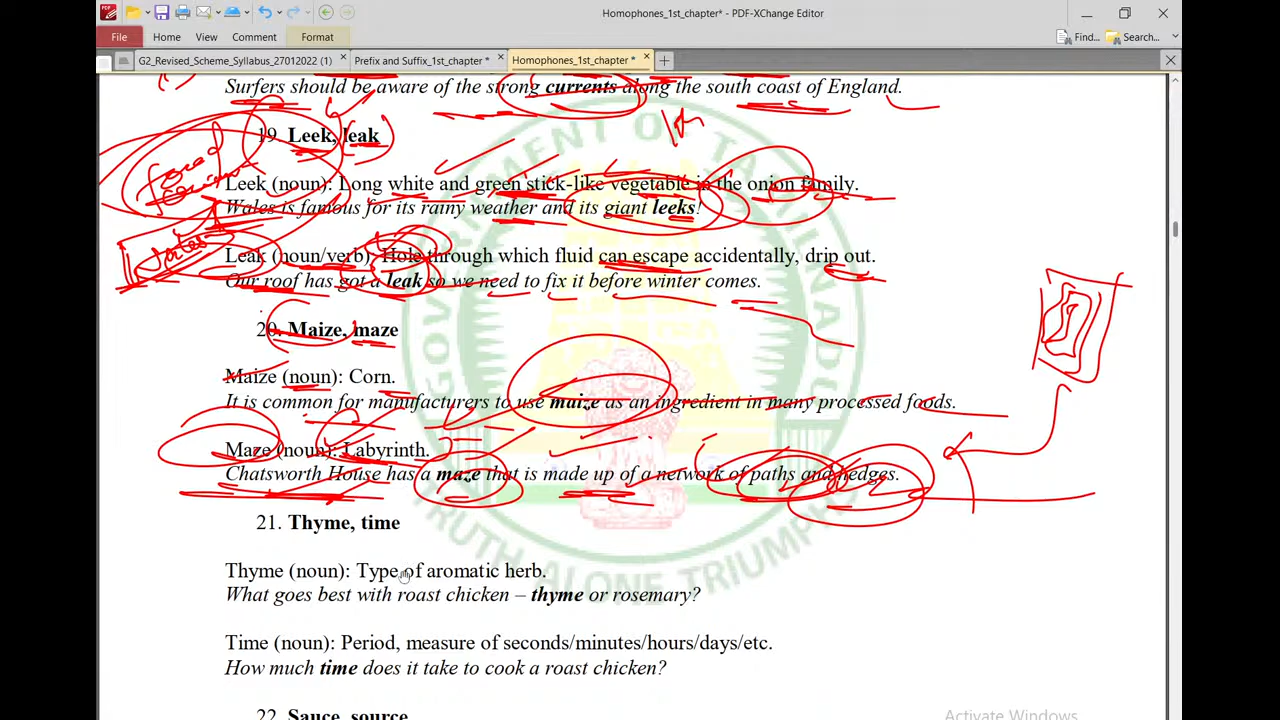 Homophones_1st_chapter* - PDF-XChange Editor
File Home View Comment Format Find... Search...
G2_Revised_Scheme_Syllabus_27012022 (1) Prefix and Suffix_1st_chapter * Homophones_1st_chapter *
Surfers should be aware of the strong currents along the south coast of England.
19. Leek, leak
Leek (noun): Long white and green stick-like vegetable in the onion family.
Wales is famous for its rainy weather and its giant leeks!
Leak (noun/verb): Hole through which fluid can escape accidentally, drip out.
Our roof has got a leak so we need to fix it before winter comes.
20. Maize, maze
Maize (noun): Corn.
It is common for manufacturers to use maize as an ingredient in many processed foods.
Maze (noun): Labyrinth.
Chatsworth House has a maze that is made up of a network of paths and hedges.
21. Thyme, time
Thyme (noun): Type of aromatic herb.
What goes best with roast chicken – thyme or rosemary?
Time (noun): Period, measure of seconds/minutes/hours/days/etc.
How much time does it take to cook a roast chicken?
22. Sauce, source
GOVERNMENT OF TAMILNADU
TRUTH ALONE TRIUMPHS
Activate Windows